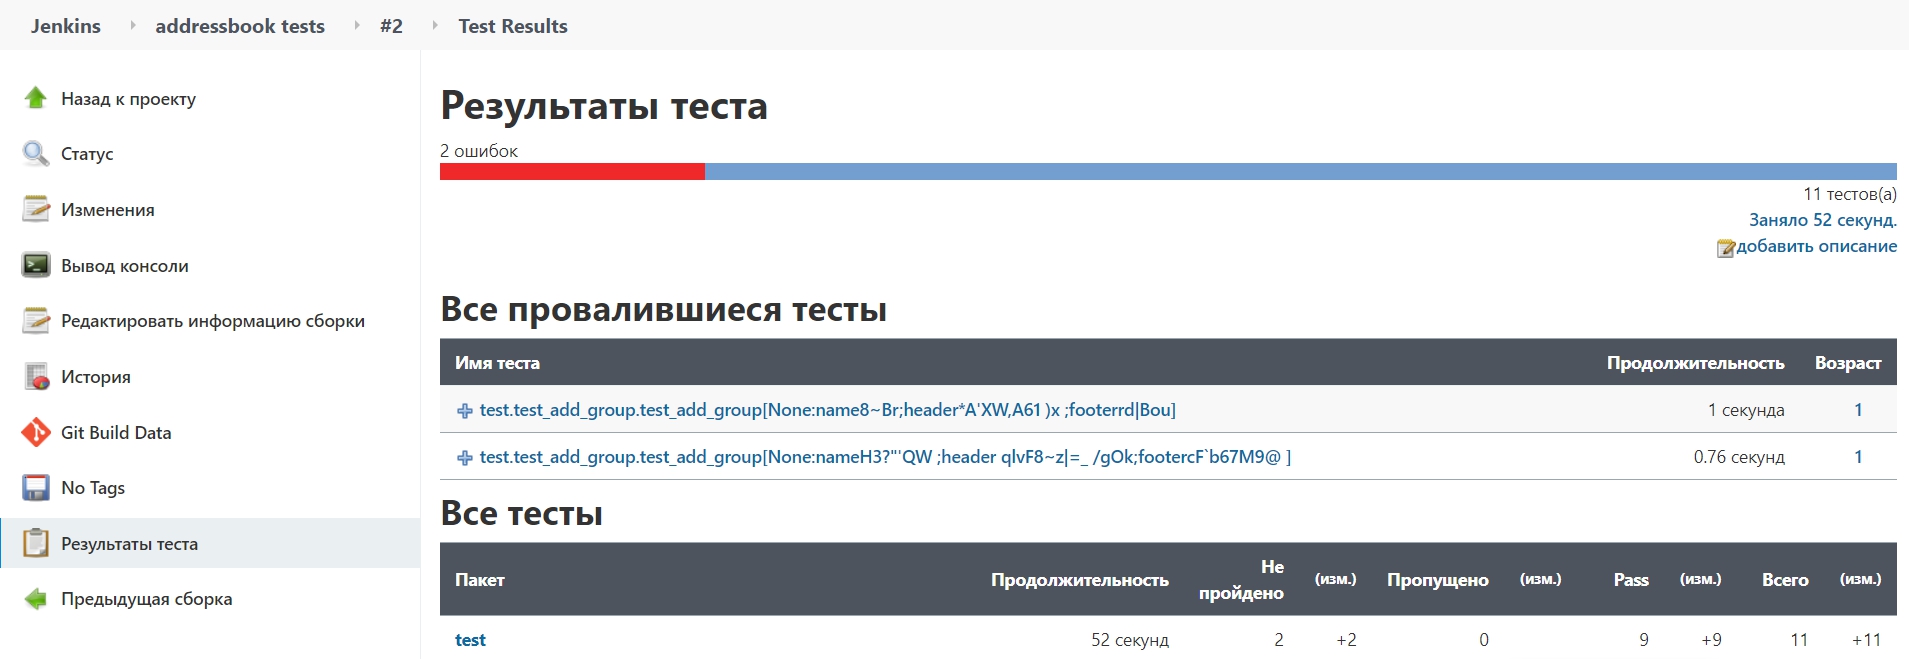 Jenkins addressbook tests #2 Test Results
Назад к проекту
Статус
Изменения
Вывод консоли
Редактировать информацию сборки
История
Git Build Data
No Tags
Результаты теста
Предыдущая сборка
Результаты теста
2 ошибок
11 тестов(а)
Заняло 52 секунд.
добавить описание
Все провалившиеся тесты
Имя теста Продолжительность Возраст
test.test_add_group.test_add_group[None:name8~Br;header*A'XW,A61 )x ;footerrd|Bou] 1 секунда 1
test.test_add_group.test_add_group[None:nameH3?"'QW ;header qlvF8~z|=_ /gOk;footercF`b67M9@ ] 0.76 секунд 1
Все тесты
Пакет Продолжительность Не пройдено (изм.) Пропущено (изм.) Pass (изм.) Всего (изм.)
test 52 секунд 2 +2 0 9 +9 11 +11